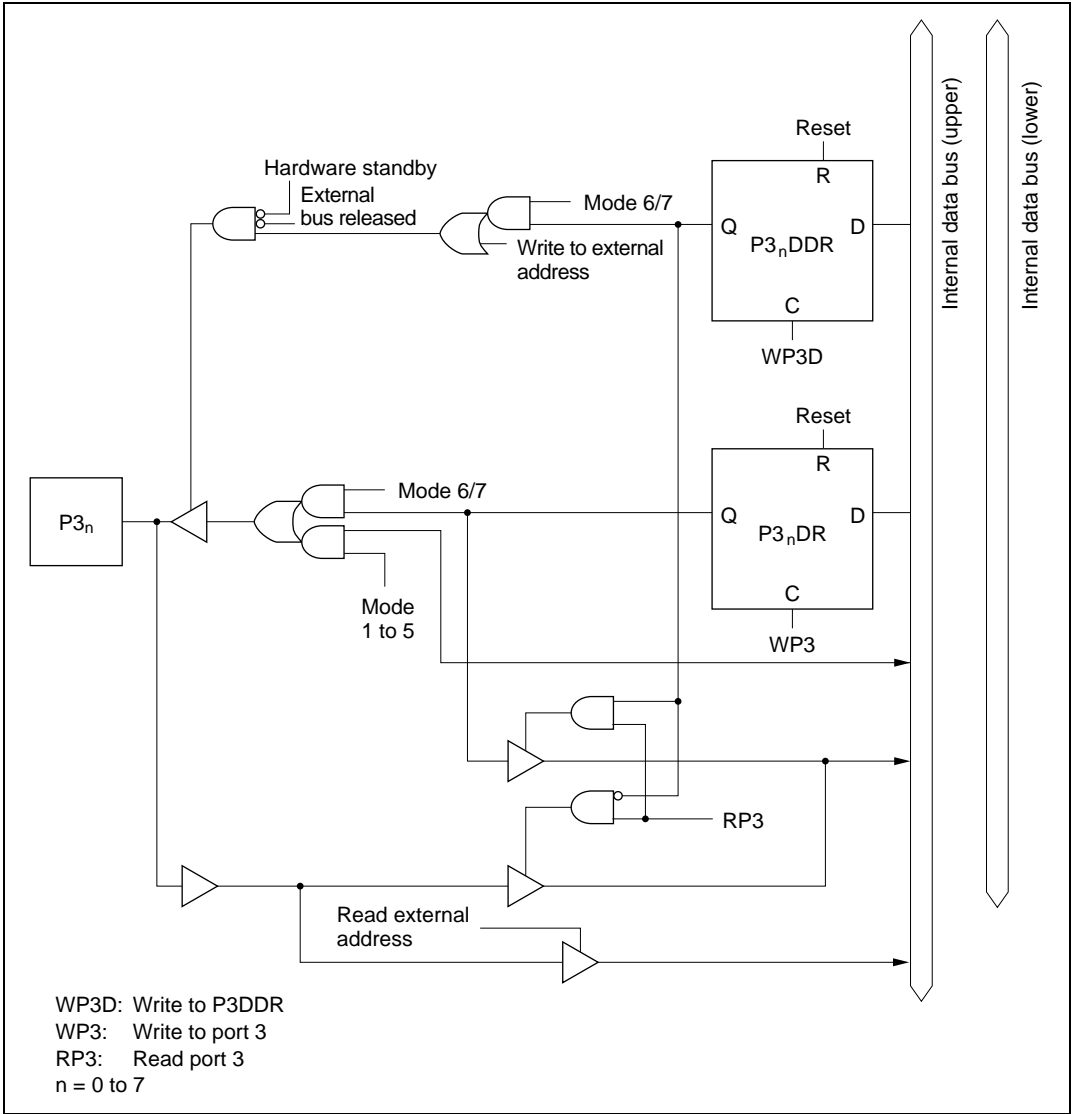 Reset
Hardware standby
R
External
bus released
Mode 6/7
Q
D
P3nDDR
Write to external
address
C
WP3D
Internal data bus (upper)
Internal data bus (lower)
Reset
R
Mode 6/7
P3n
Q
D
P3nDR
C
Mode
1 to 5
WP3
RP3
Read external
address
WP3D: Write to P3DDR
WP3: Write to port 3
RP3: Read port 3
n = 0 to 7